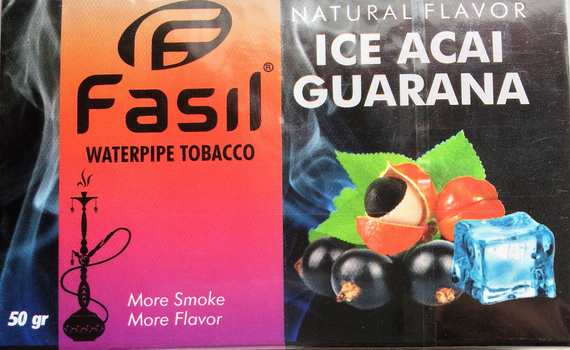 Fasil®
WATERPIPE TOBACCO
More Smoke
More Flavor
50 gr
NATURAL FLAVOR
ICE ACAI
GUARANA